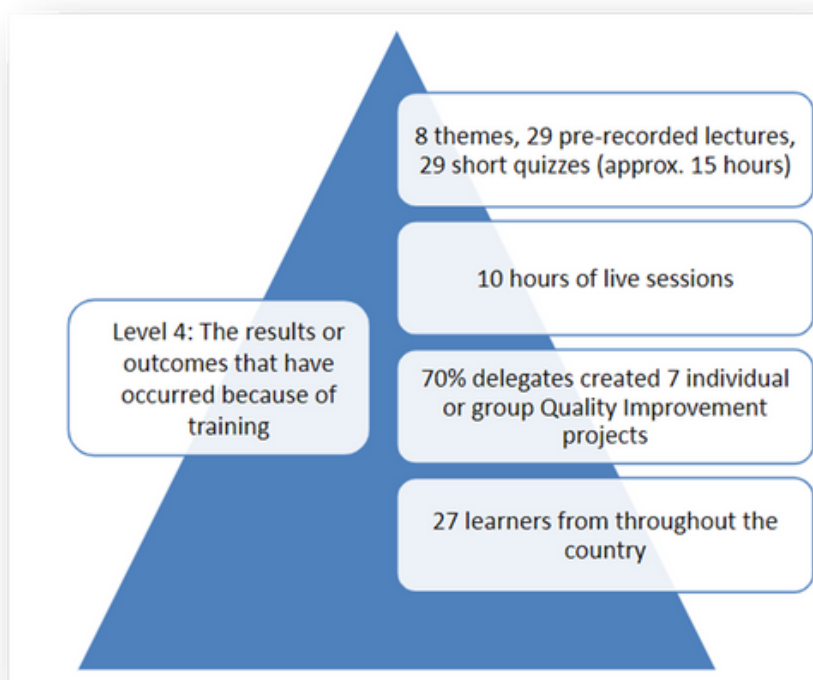 8 themes, 29 pre-recorded lectures,
29 short quizzes (approx. 15 hours)
10 hours of live sessions
Level 4: The results or
outcomes that have
occurred because of
training
70% delegates created 7 individual
or group Quality Improvement
projects
27 learners from throughout the
country